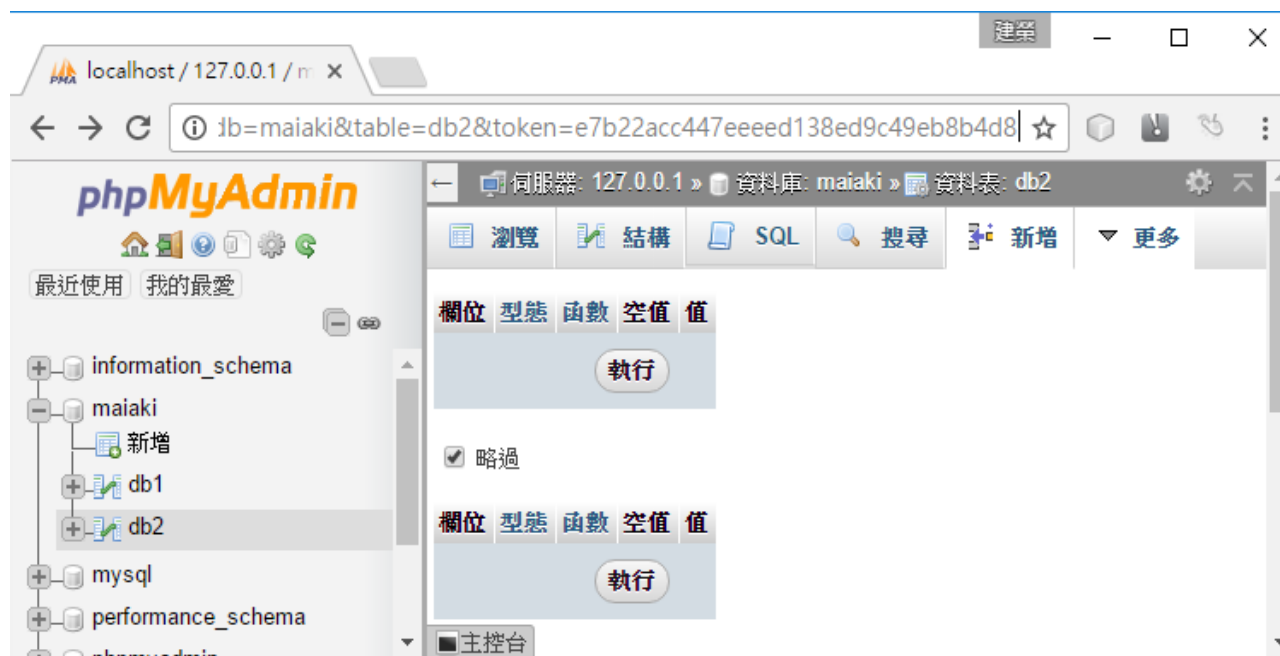 建榮
localhost / 127.0.0.1 / m
db=maiaki&table=db2&token=e7b22acc447eeeed138ed9c49eb8b4d8
phpMyAdmin
最近使用 我的最愛
information_schema
maiaki
新增
db1
db2
mysql
performance_schema
phpmyadmin
伺服器: 127.0.0.1 » 資料庫: maiaki » 資料表: db2
瀏覽 結構 SQL 搜尋 新增 更多
欄位 型態 函數 空值 值
執行
略過
欄位 型態 函數 空值 值
執行
主控台